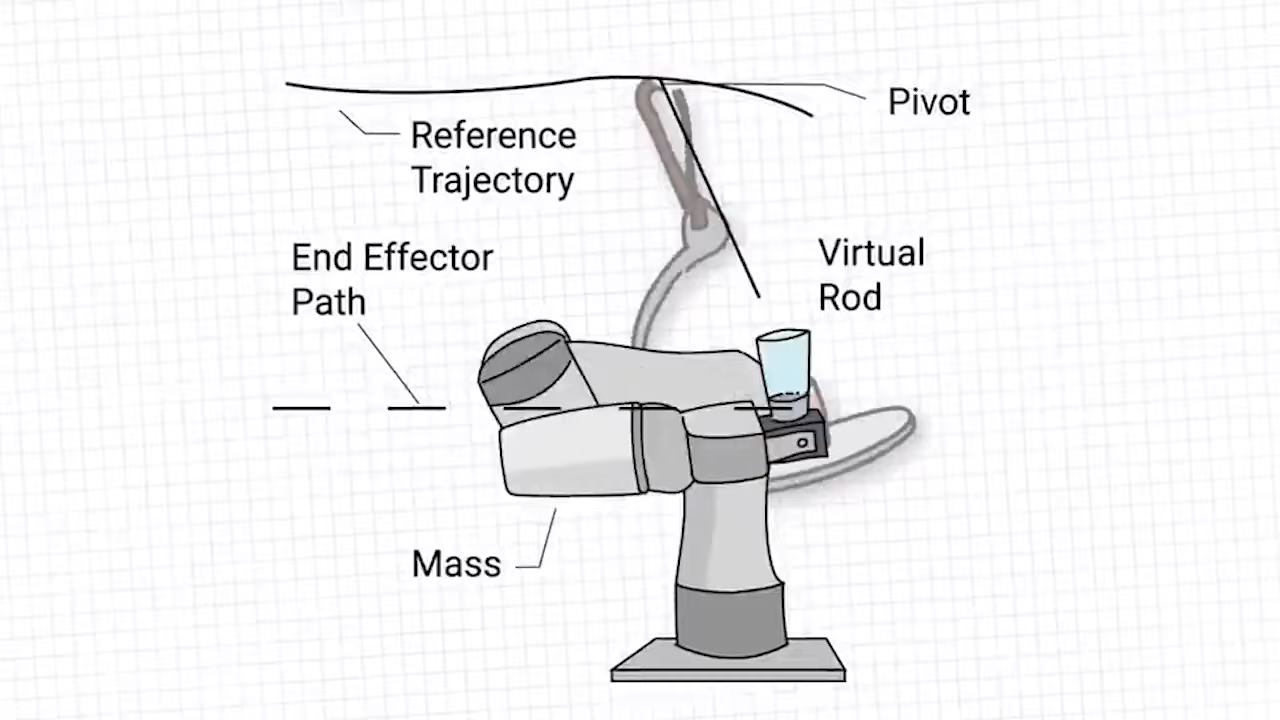 Pivot
Reference
Trajectory
End Effector
Path
Virtual
Rod
Mass